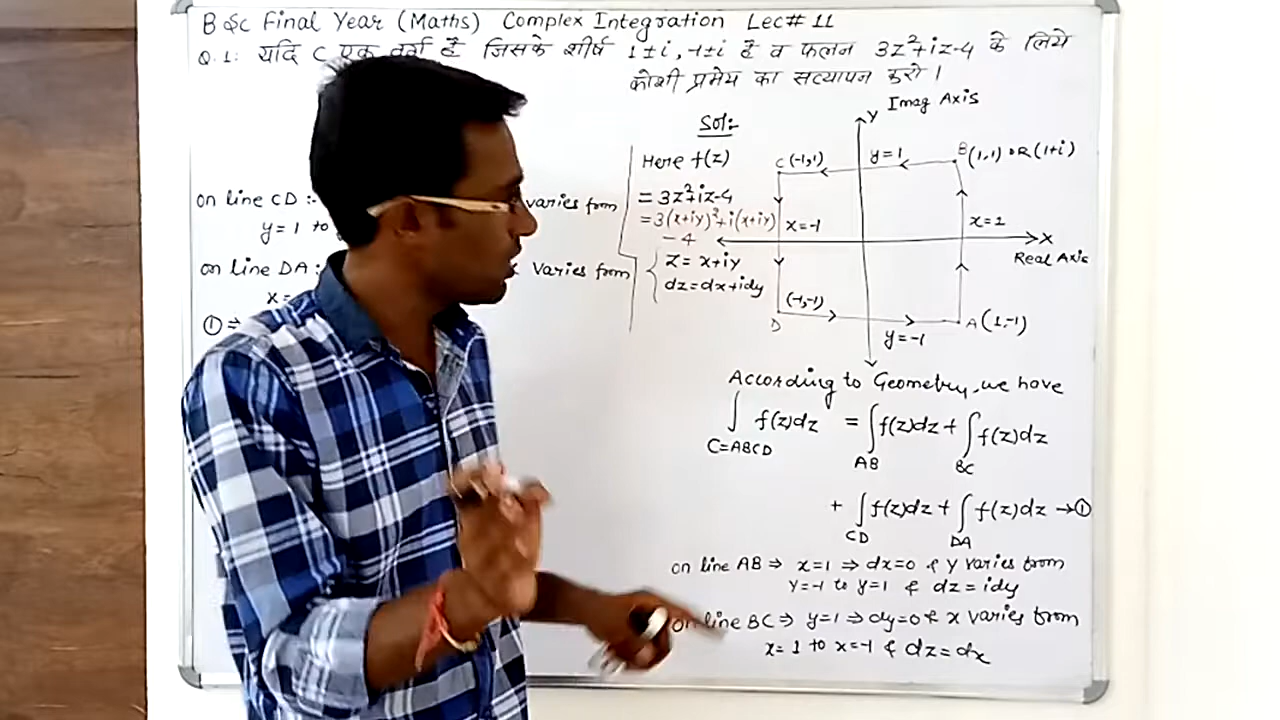 BSc Final Year (Maths) Complex Integration Lec# 11
Q.1: यदि C एक वर्ग है जिसके शीर्ष 1±i, -1±i है व फलन 3z²+iz-4 के लिये
कोशी प्रमेय का सत्यापन करो।
on line CD :-
varies from
y=1 to
on line DA:
x varies from
x=
① ⇒
Sol:-
Here f(z)
= 3z²+iz-4
= 3(x+iy)²+i(x+iy)
-4
z = x+iy
dz=dx+idy
Y Imag Axis
C (-1,1)
y=1
B (1,1) OR (1+i)
x=-1
x=1
X
Real Axis
(-1,-1)
D
y=-1
A (1,-1)
According to Geometry, we have
∫ f(z)dz = ∫f(z)dz + ∫f(z)dz
C=ABCD AB BC
+ ∫f(z)dz + ∫f(z)dz →①
CD DA
on line AB ⇒ x=1 ⇒ dx=0 & y varies from
y=-1 to y=1 & dz=idy
on line BC ⇒ y=1 ⇒ dy=0 & x varies from
x=1 to x=-1 & dz=dx